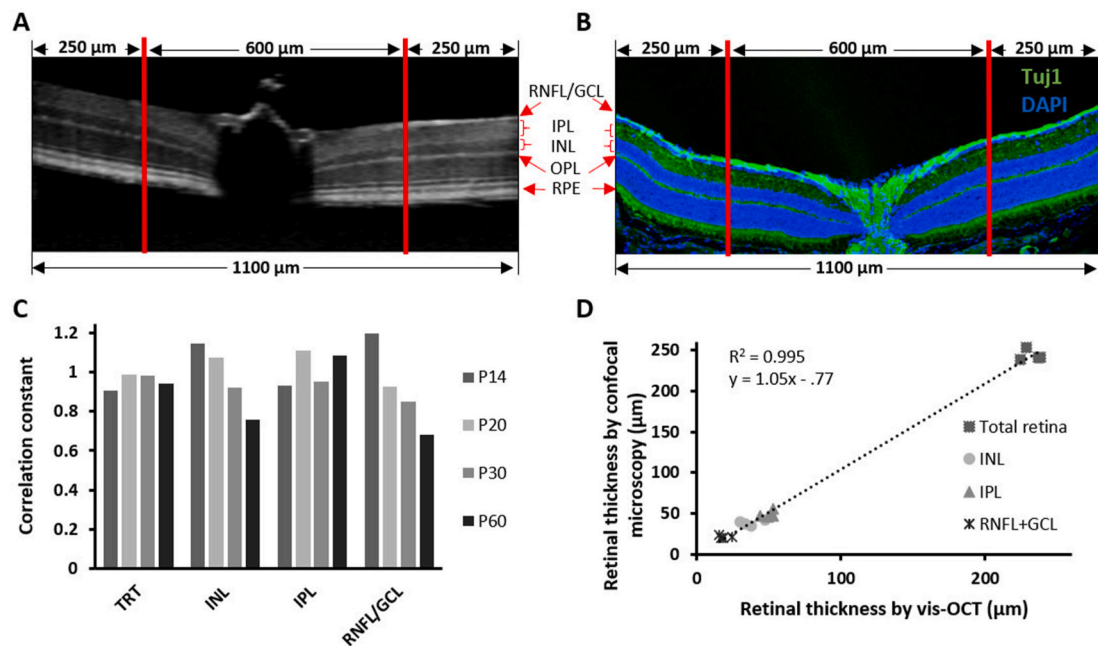 A
250 µm 600 µm 250 µm
1100 µm
RNFL/GCL
IPL
INL
OPL
RPE
B
250 µm 600 µm 250 µm
Tuj1
DAPI
1100 µm
C
Correlation constant
1.2
1
0.8
0.6
0.4
0.2
0
TRT
INL
IPL
RNFL/GCL
P14
P20
P30
P60
D
Retinal thickness by confocal
microscopy (µm)
250
200
150
100
50
0
R² = 0.995
y = 1.05x - .77
Total retina
INL
IPL
RNFL+GCL
0 100 200
Retinal thickness by vis-OCT (µm)